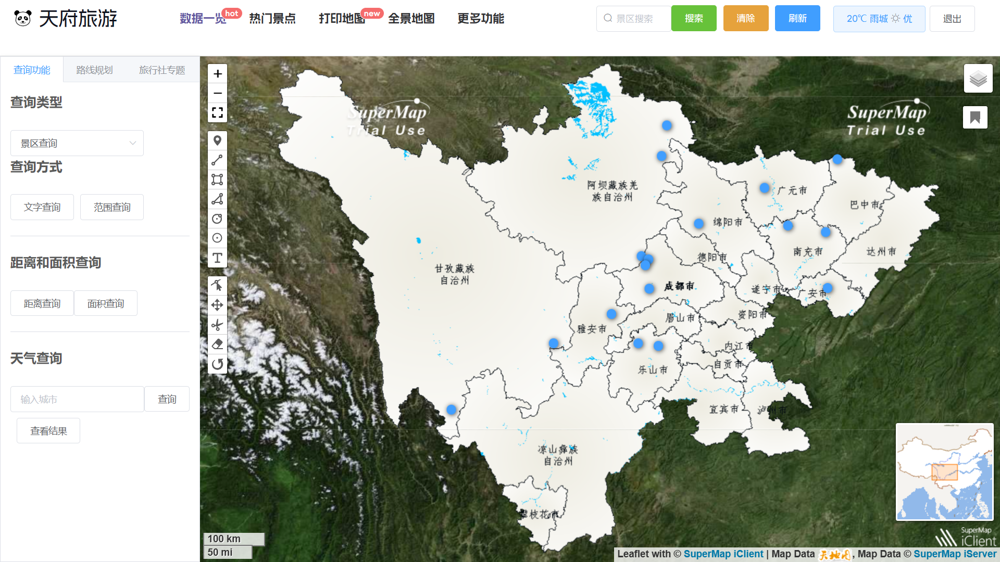 天府旅游
数据一览 hot
热门景点
打印地图 new
全景地图
更多功能
景区搜索
搜索
清除
刷新
20℃ 雨城 优
退出
查询功能
路线规划
旅行社专题
查询类型
景区查询
查询方式
文字查询
范围查询
距离和面积查询
距离查询
面积查询
天气查询
输入城市
查询
查看结果
SuperMap
Trial Use
SuperMap
Trial Use
阿坝藏族羌
族自治州
广元市
巴中市
绵阳市
德阳市
南充市
达州市
甘孜藏族
自治州
成都市
遂宁市
广安市
眉山市
资阳市
雅安市
内江市
自贡市
乐山市
宜宾市
泸州市
凉山彝族
自治州
攀枝花市
100 km
50 mi
SuperMap
iClient
Leaflet with © SuperMap iClient | Map Data 天地图, Map Data © SuperMap iServer